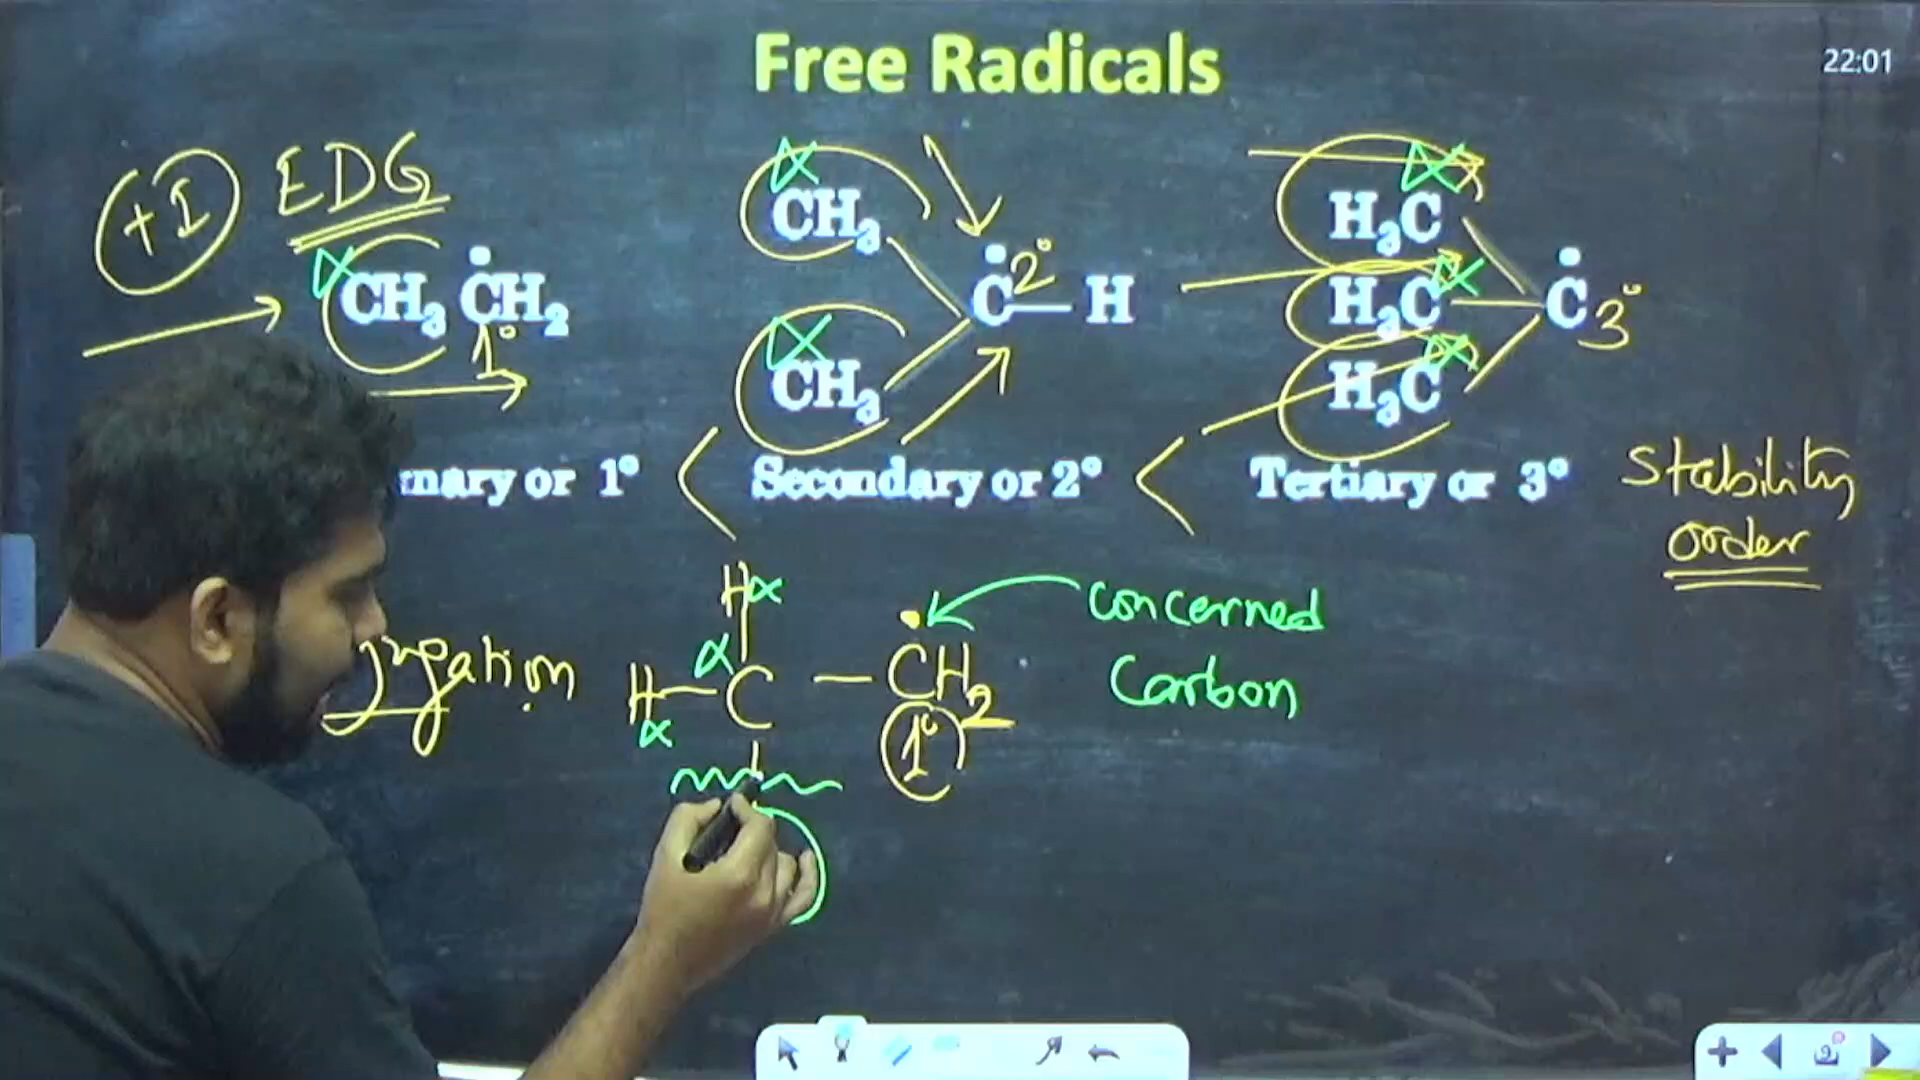 Free Radicals
22:01
+I EDG
α CH₃ ĊH₂
1°
α CH₃
α CH₃
Ċ—H
2°
α H₃C
α H₃C
α H₃C
Ċ 3°
mary or 1° < Secondary or 2° < Tertiary or 3°
Stability
order
Hα
H—C—ĊH₂
α
α
1°
concerned
Carbon